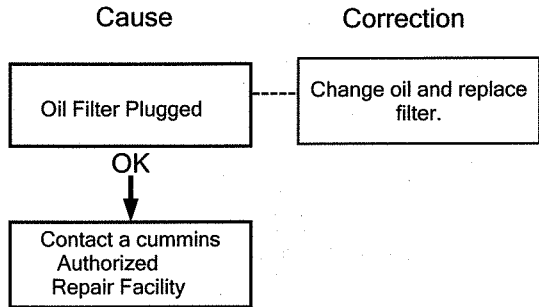 Cause
Correction
Oil Filter Plugged
Change oil and replace
filter.
OK
Contact a cummins
Authorized
Repair Facility